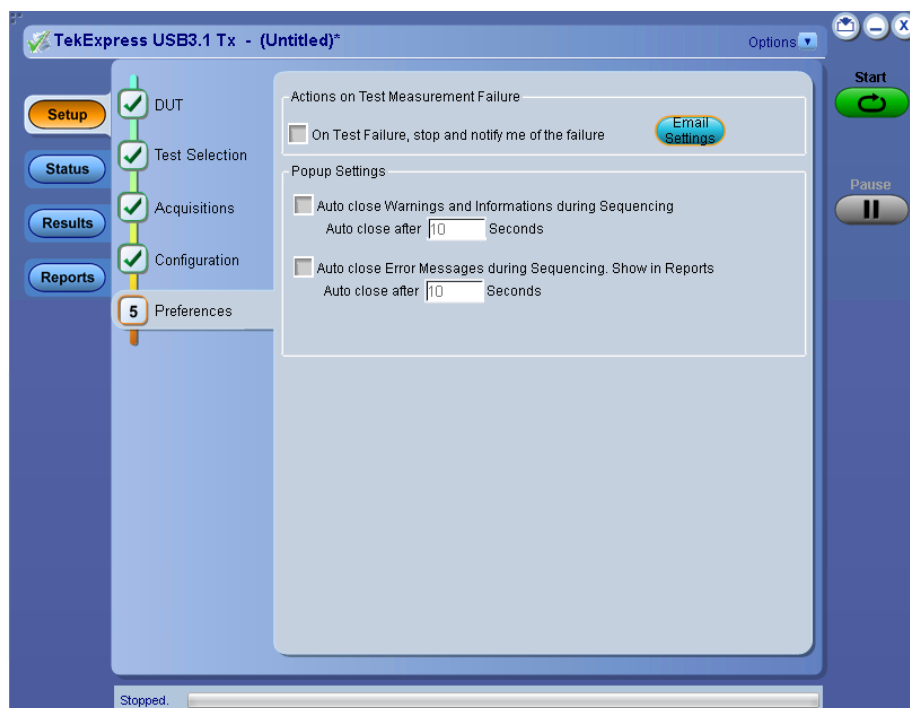 TekExpress USB3.1 Tx - (Untitled)*
Options
Start
Pause
Setup
Status
Results
Reports
DUT
Test Selection
Acquisitions
Configuration
5 Preferences
Actions on Test Measurement Failure
On Test Failure, stop and notify me of the failure
Email
Settings
Popup Settings
Auto close Warnings and Informations during Sequencing
Auto close after 10 Seconds
Auto close Error Messages during Sequencing. Show in Reports
Auto close after 10 Seconds
Stopped.